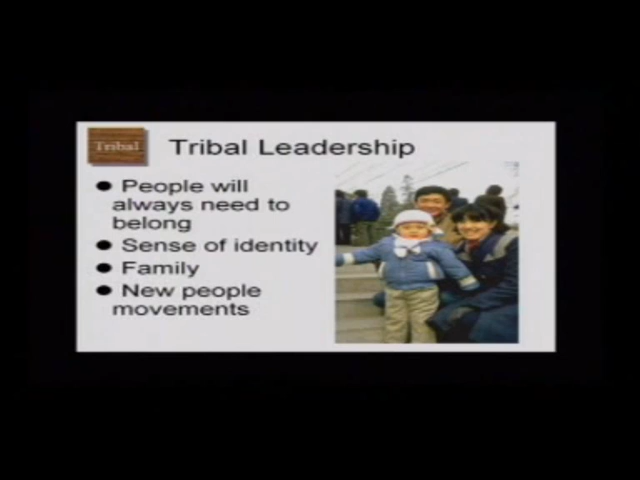 Tribal
Tribal Leadership
● People will
always need to
belong
● Sense of identity
● Family
● New people
movements